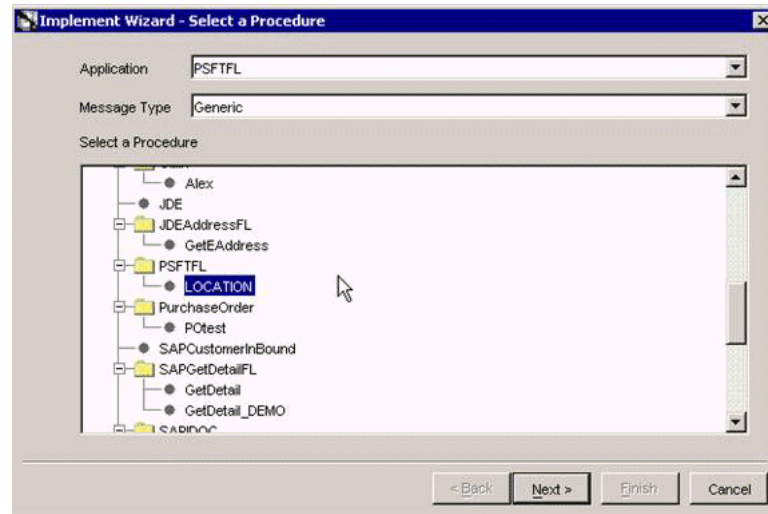 Implement Wizard - Select a Procedure
Application PSFTFL
Message Type Generic
Select a Procedure
Alex
JDE
JDEAddressFL
GetEAddress
PSFTFL
LOCATION
PurchaseOrder
POtest
SAPCustomerInBound
SAPGetDetailFL
GetDetail
GetDetail_DEMO
SAPIDOC
< Back Next > Finish Cancel